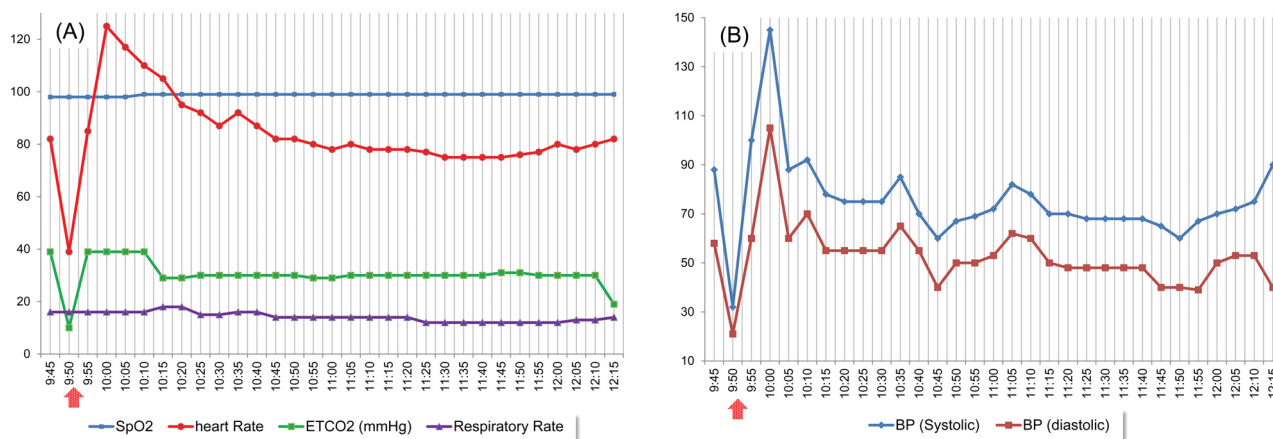 (A)
120
100
80
60
40
20
0
9:45 9:50 9:55 10:00 10:05 10:10 10:15 10:20 10:25 10:30 10:35 10:40 10:45 10:50 10:55 11:00 11:05 11:10 11:15 11:20 11:25 11:30 11:35 11:40 11:45 11:50 11:55 12:00 12:05 12:10 12:15
SpO2 heart Rate ETCO2 (mmHg) Respiratory Rate
(B)
150
130
110
90
70
50
30
10
9:45 9:50 9:55 10:00 10:05 10:10 10:15 10:20 10:25 10:30 10:35 10:40 10:45 10:50 10:55 11:00 11:05 11:10 11:15 11:20 11:25 11:30 11:35 11:40 11:45 11:50 11:55 12:00 12:05 12:10 12:15
BP (Systolic) BP (diastolic)